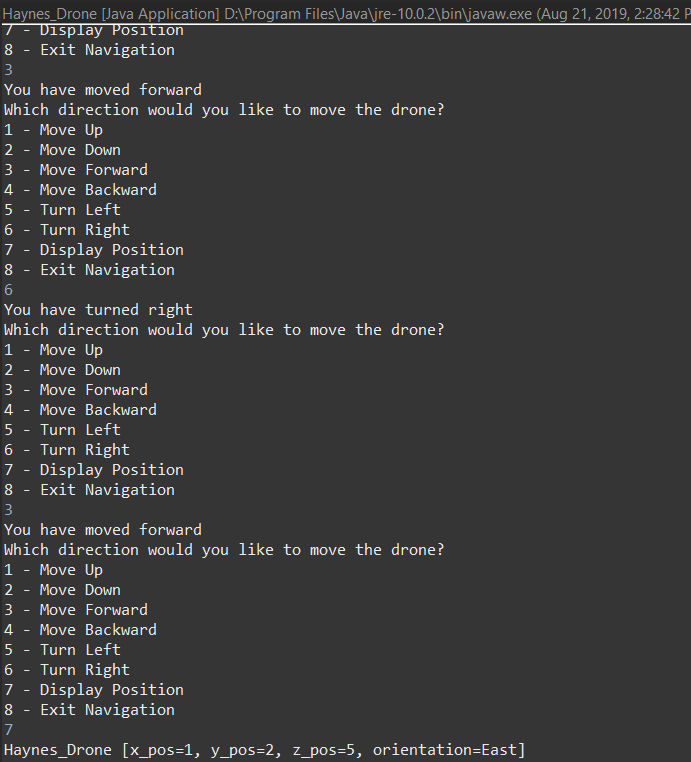 Haynes_Drone [Java Application] D:\Program Files\Java\jre-10.0.2\bin\javaw.exe (Aug 21, 2019, 2:28:42 P
7 - Display Position
8 - Exit Navigation
3
You have moved forward
Which direction would you like to move the drone?
1 - Move Up
2 - Move Down
3 - Move Forward
4 - Move Backward
5 - Turn Left
6 - Turn Right
7 - Display Position
8 - Exit Navigation
6
You have turned right
Which direction would you like to move the drone?
1 - Move Up
2 - Move Down
3 - Move Forward
4 - Move Backward
5 - Turn Left
6 - Turn Right
7 - Display Position
8 - Exit Navigation
3
You have moved forward
Which direction would you like to move the drone?
1 - Move Up
2 - Move Down
3 - Move Forward
4 - Move Backward
5 - Turn Left
6 - Turn Right
7 - Display Position
8 - Exit Navigation
7
Haynes_Drone [x_pos=1, y_pos=2, z_pos=5, orientation=East]